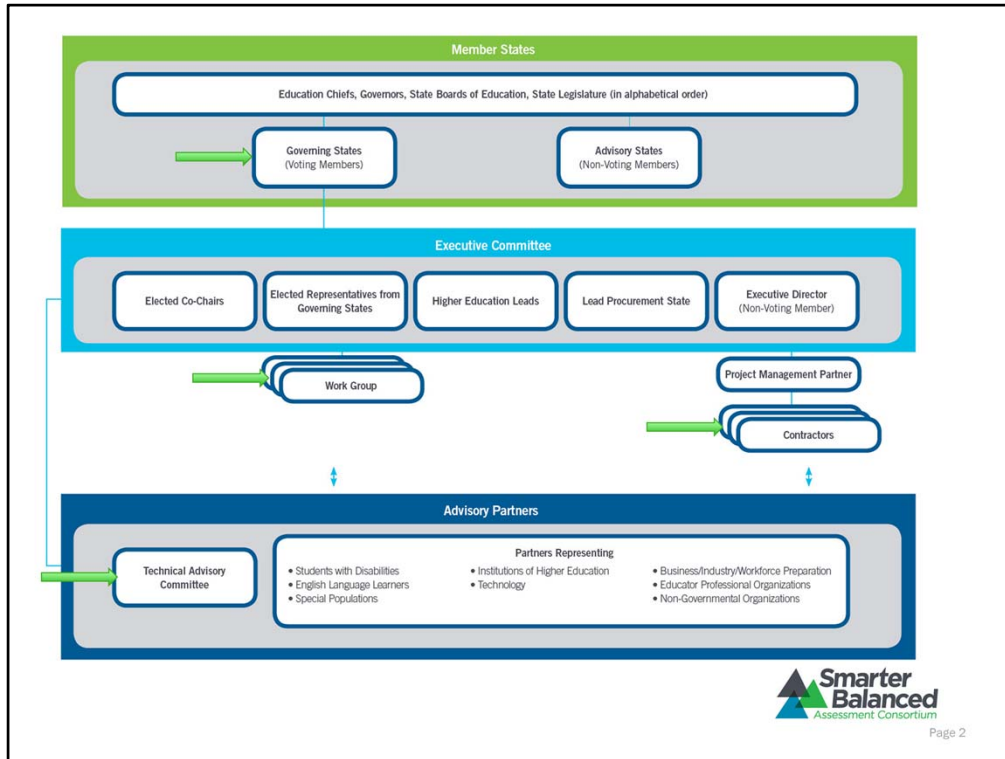 Member States
Education Chiefs, Governors, State Boards of Education, State Legislature (in alphabetical order)
Governing States
(Voting Members)
Advisory States
(Non-Voting Members)
Executive Committee
Elected Co-Chairs
Elected Representatives from
Governing States
Higher Education Leads
Lead Procurement State
Executive Director
(Non-Voting Member)
Work Group
Project Management Partner
Contractors
Advisory Partners
Technical Advisory
Committee
Partners Representing
• Students with Disabilities
• English Language Learners
• Special Populations
• Institutions of Higher Education
• Technology
• Business/Industry/Workforce Preparation
• Educator Professional Organizations
• Non-Governmental Organizations
Smarter
Balanced
Assessment Consortium
Page 2